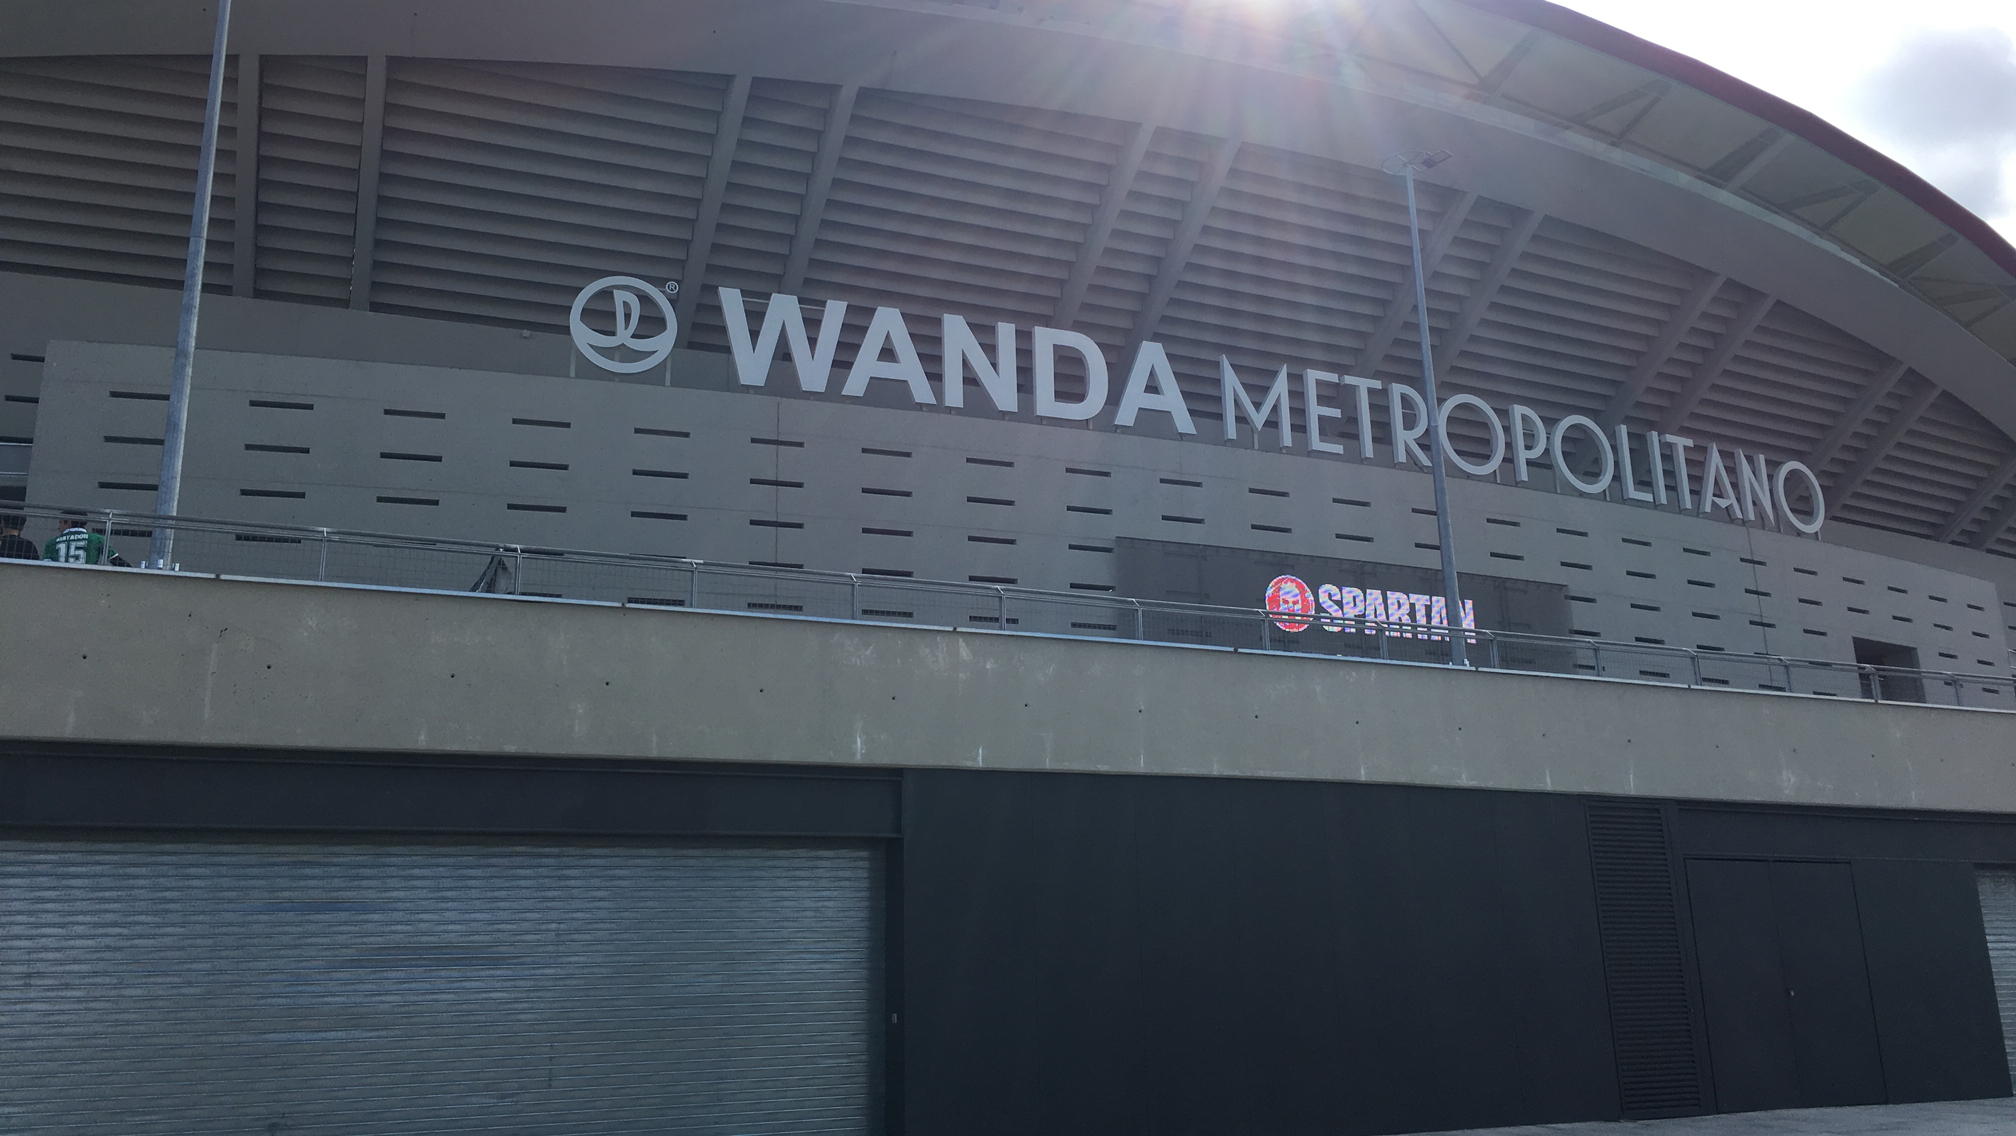 ® WANDA METROPOLITANO
SPARTAN
15